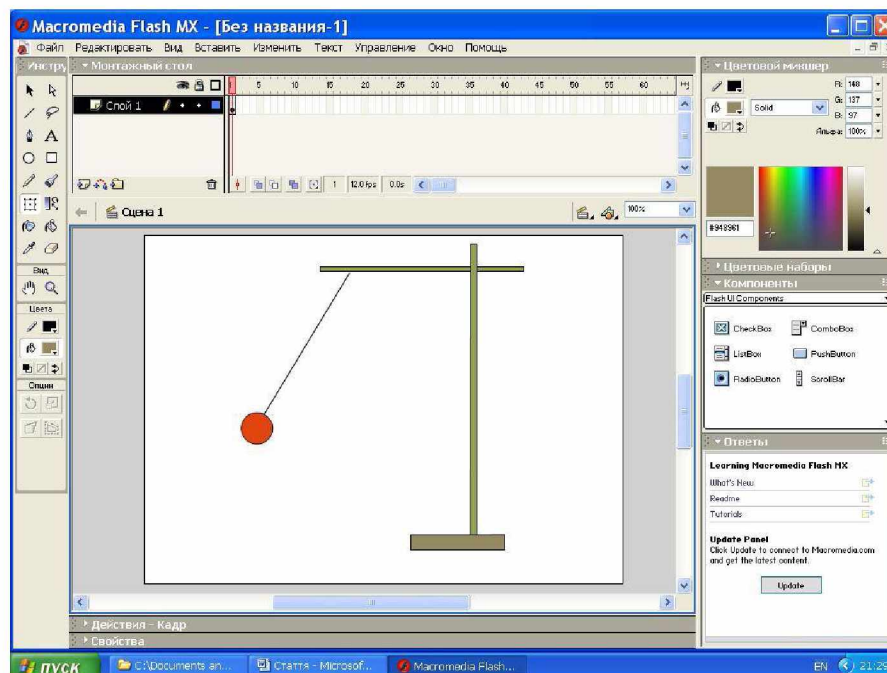 Macromedia Flash MX - [Без названия-1]
Файл Редактировать Вид Вставить Изменить Текст Управление Окно Помощь
Инстру
Монтажный стол
1 5 10 15 20 25 30 35 40 45 50 55 60
Слой 1
1 12.0 fps 0.0s
Сцена 1
100%
Вид
Цвета
Опции
Действия - Кадр
Свойства
Цветовой микшер
R: 148
Solid
G: 137
B: 97
Альфа: 100%
#948961
Цветовые наборы
Компоненты
Flash UI Components
CheckBox ComboBox
ListBox PushButton
RadioButton ScrollBar
Ответы
Learning Macromedia Flash MX
What's New
Readme
Tutorials
Update Panel
Click Update to connect to Macromedia.com
and get the latest content.
Update
пуск C:\Documents an... Стаття - Microsof... Macromedia Flash... EN 21:29